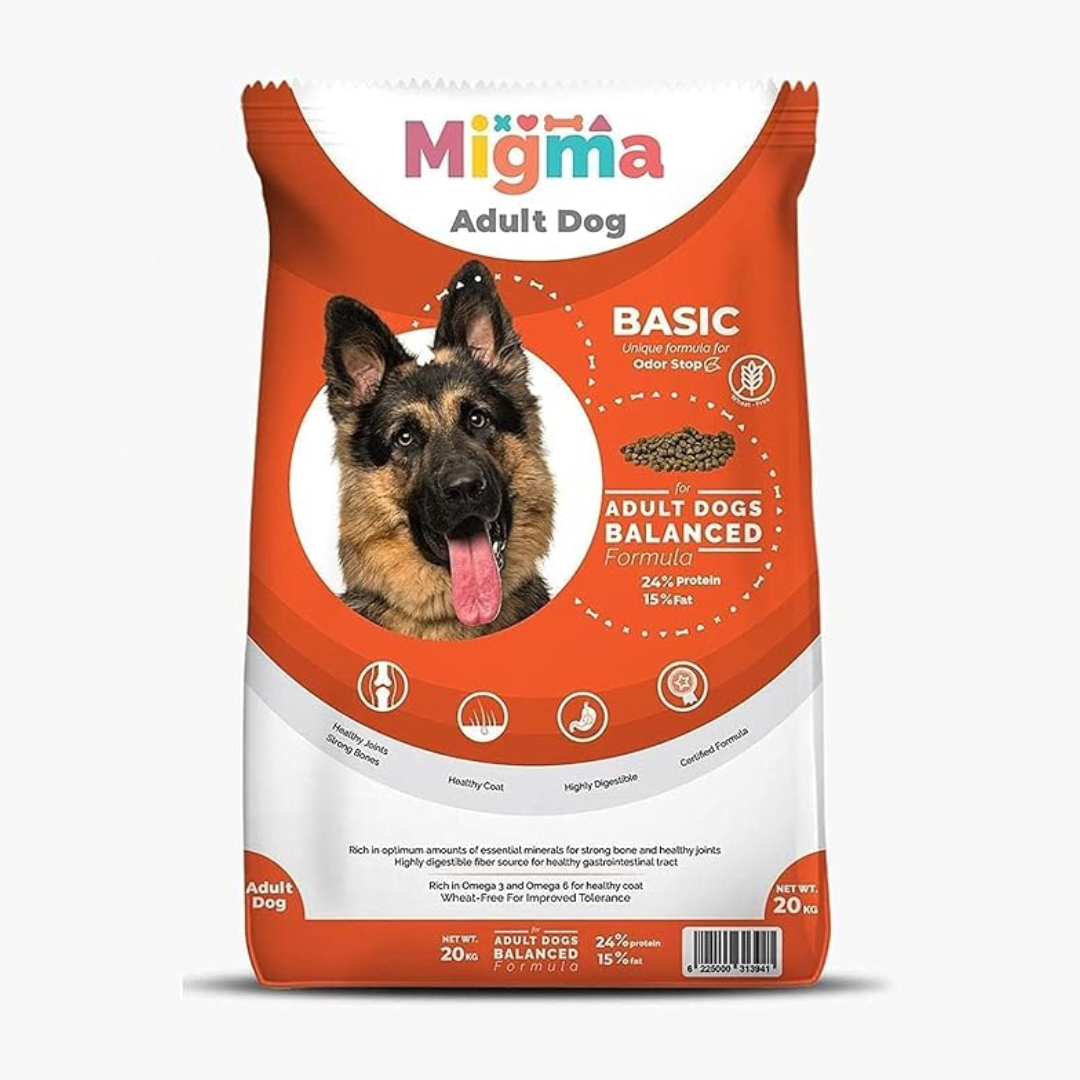 Migma
Adult Dog
BASIC
Unique formula for
Odor Stop
Wheat - Free
for
ADULT DOGS
BALANCED
Formula
24% Protein
15% Fat
Healthy Joints
Strong Bones
Healthy Coat
Highly Digestible
Certified Formula
Rich in optimum amounts of essential minerals for strong bone and healthy joints
Highly digestible fiber source for healthy gastrointestinal tract
Rich in Omega 3 and Omega 6 for healthy coat
Wheat-Free For Improved Tolerance
Adult
Dog
NET WT.
20 KG
NET WT.
20 KG
for
ADULT DOGS
BALANCED
Formula
24% protein
15% fat
6 225000 313941